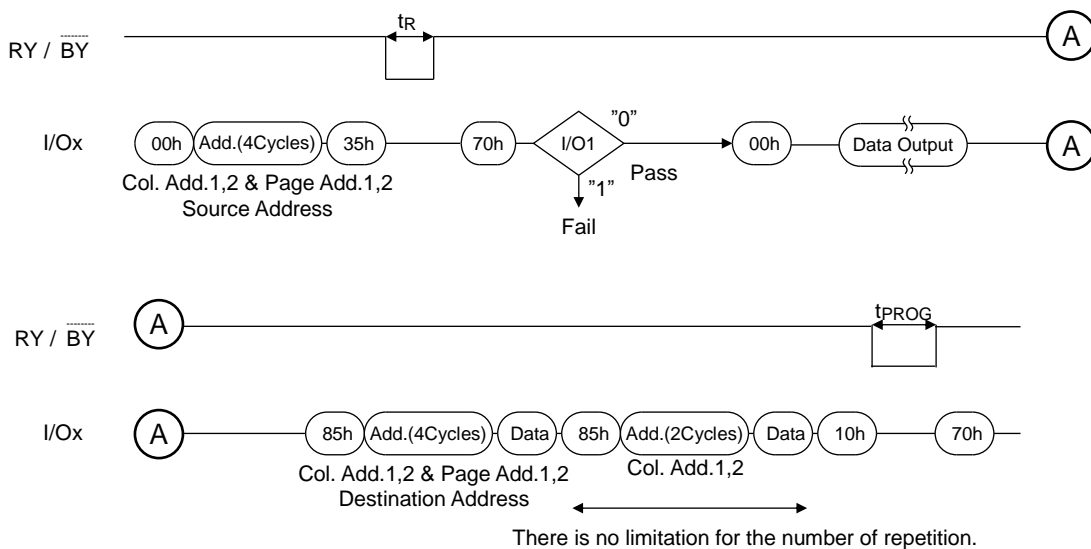 tR
RY / BY
A
I/Ox
00h Add.(4Cycles) 35h 70h I/O1 "0" 00h Data Output A
Pass
"1"
Col. Add.1,2 & Page Add.1,2
Source Address
Fail
A
tPROG
RY / BY
I/Ox
A 85h Add.(4Cycles) Data 85h Add.(2Cycles) Data 10h 70h
Col. Add.1,2 & Page Add.1,2 Col. Add.1,2
Destination Address
There is no limitation for the number of repetition.